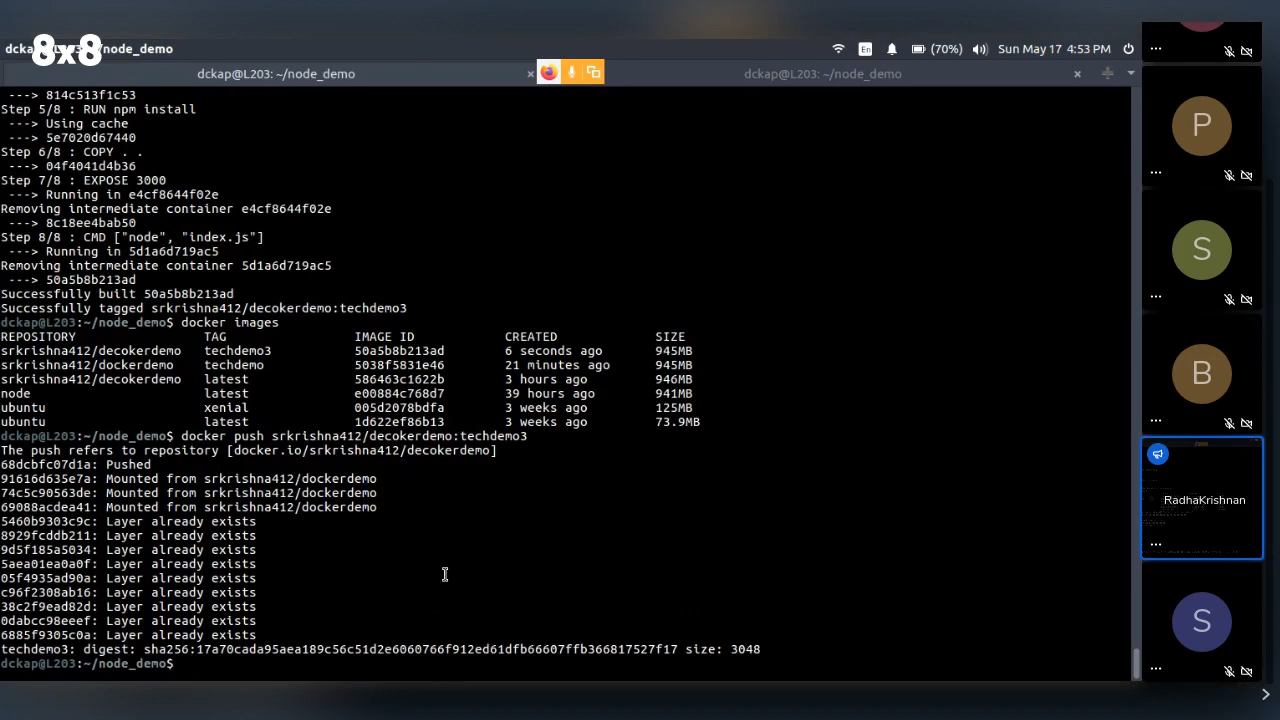 8x8
dcka /node_demo
En
(70%)
Sun May 17 4:53 PM
dckap@L203: ~/node_demo
×
dckap@L203: ~/node_demo
×
---> 814c513f1c53
Step 5/8 : RUN npm install
---> Using cache
---> 5e7020d67440
Step 6/8 : COPY . .
---> 04f4041d4b36
Step 7/8 : EXPOSE 3000
---> Running in e4cf8644f02e
Removing intermediate container e4cf8644f02e
---> 8c18ee4bab50
Step 8/8 : CMD ["node", "index.js"]
---> Running in 5d1a6d719ac5
Removing intermediate container 5d1a6d719ac5
---> 50a5b8b213ad
Successfully built 50a5b8b213ad
Successfully tagged srkrishna412/decokerdemo:techdemo3
dckap@L203:~/node_demo$ docker images
REPOSITORY TAG IMAGE ID CREATED SIZE
srkrishna412/decokerdemo techdemo3 50a5b8b213ad 6 seconds ago 945MB
srkrishna412/dockerdemo techdemo 5038f5831e46 21 minutes ago 945MB
srkrishna412/decokerdemo latest 586463c1622b 3 hours ago 946MB
node latest e00884c768d7 39 hours ago 941MB
ubuntu xenial 005d2078bdfa 3 weeks ago 125MB
ubuntu latest 1d622ef86b13 3 weeks ago 73.9MB
dckap@L203:~/node_demo$ docker push srkrishna412/decokerdemo:techdemo3
The push refers to repository [docker.io/srkrishna412/decokerdemo]
68dcbfc07d1a: Pushed
91616d635e7a: Mounted from srkrishna412/dockerdemo
74c5c90563de: Mounted from srkrishna412/dockerdemo
69088acdea41: Mounted from srkrishna412/dockerdemo
5460b9303c9c: Layer already exists
8929fcddb211: Layer already exists
9d5f185a5034: Layer already exists
5aea01ea0a0f: Layer already exists
05f4935ad90a: Layer already exists
c96f2308ab16: Layer already exists
38c2f9ead82d: Layer already exists
0dabcc98eeef: Layer already exists
6885f9305c0a: Layer already exists
techdemo3: digest: sha256:17a70cada95aea189c56c51d2e6060766f912ed61dfb66607ffb366817527f17 size: 3048
dckap@L203:~/node_demo$
P
S
B
RadhaKrishnan
S